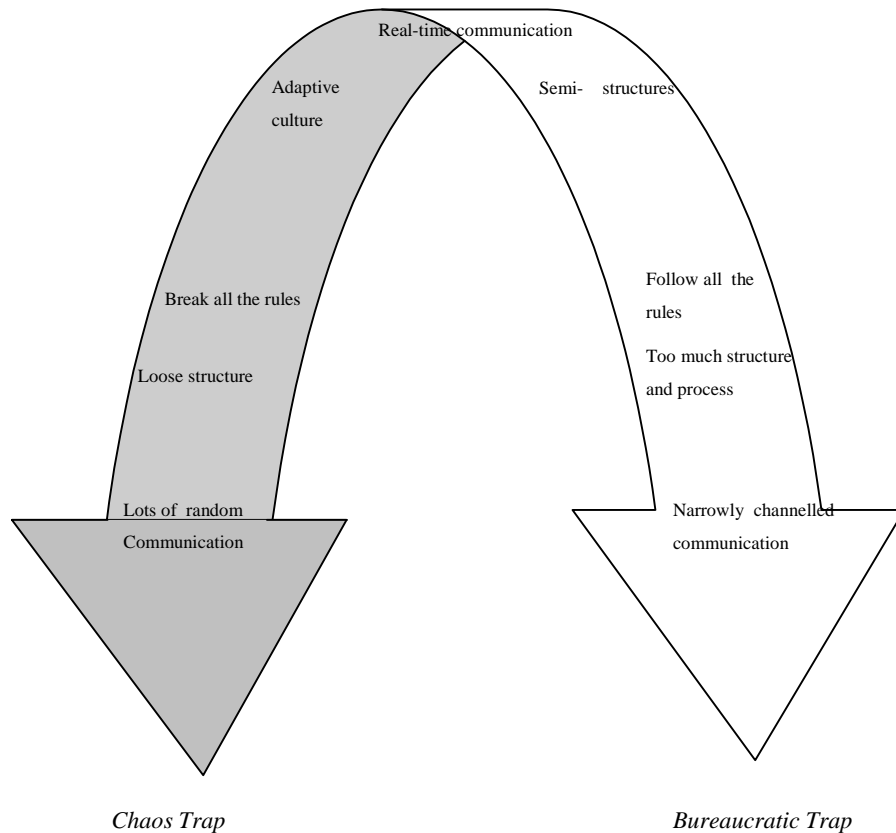 Real-time communication
Adaptive
culture
Semi- structures
Break all the rules
Loose structure
Follow all the
rules
Too much structure
and process
Lots of random
Communication
Narrowly channelled
communication
Chaos Trap
Bureaucratic Trap